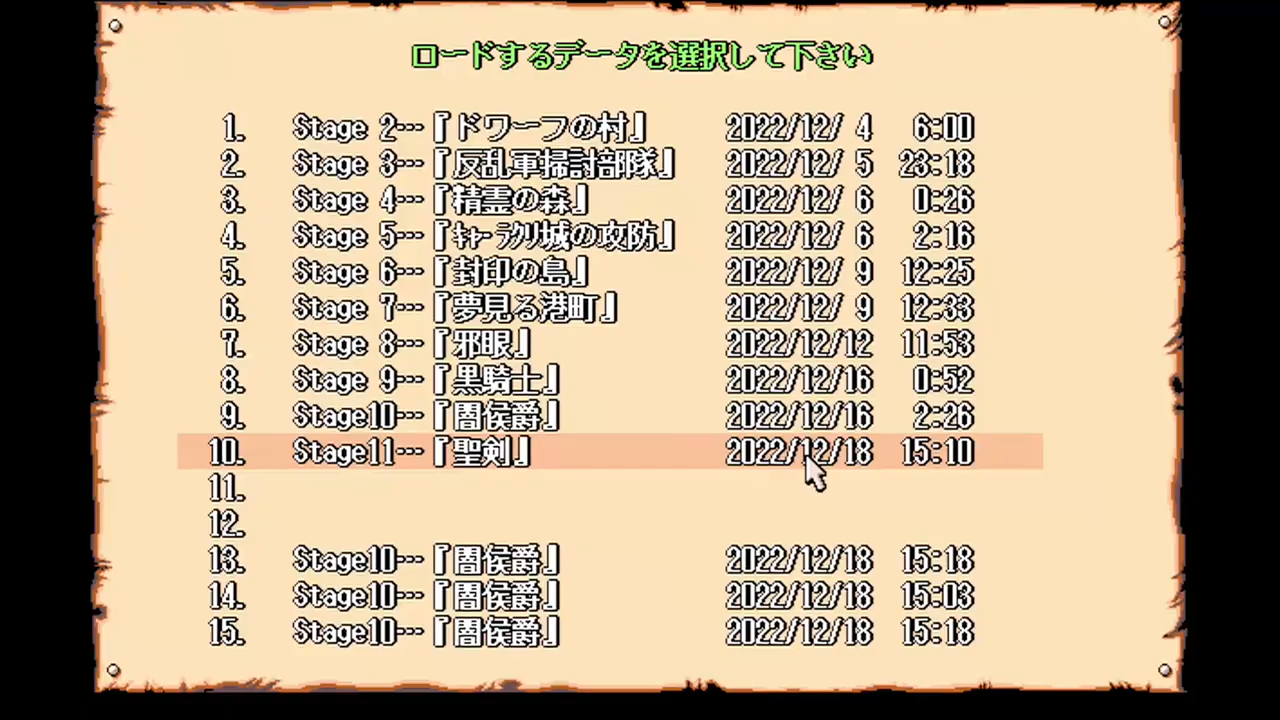 ロードするデータを選択して下さい
1. Stage 2…『ドワーフの村』 2022/12/ 4 6:00
2. Stage 3…『反乱軍掃討部隊』 2022/12/ 5 23:18
3. Stage 4…『精霊の森』 2022/12/ 6 0:26
4. Stage 5…『ｷｬｰﾗｸﾘ城の攻防』 2022/12/ 6 2:16
5. Stage 6…『封印の島』 2022/12/ 9 12:25
6. Stage 7…『夢見る港町』 2022/12/ 9 12:33
7. Stage 8…『邪眼』 2022/12/12 11:53
8. Stage 9…『黒騎士』 2022/12/16 0:52
9. Stage10…『闇侯爵』 2022/12/16 2:26
10. Stage11…『聖剣』 2022/12/18 15:10
11.
12.
13. Stage10…『闇侯爵』 2022/12/18 15:18
14. Stage10…『闇侯爵』 2022/12/18 15:03
15. Stage10…『闇侯爵』 2022/12/18 15:18